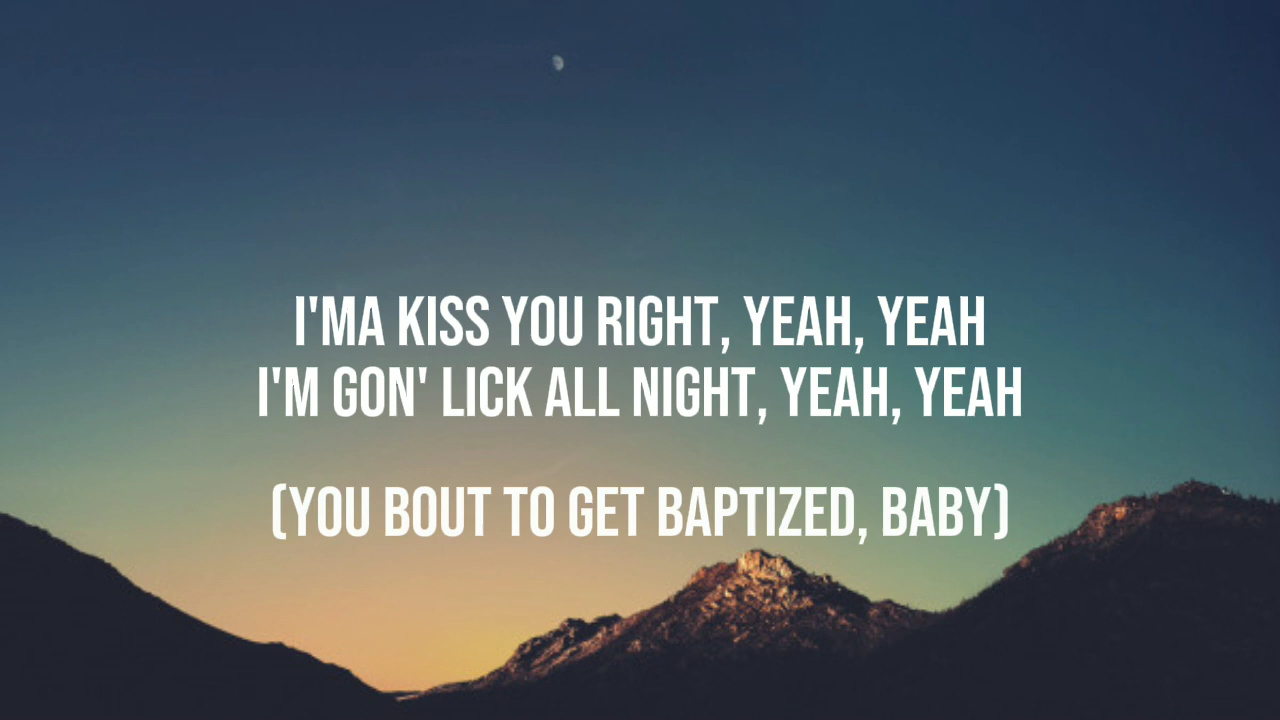 I'MA KISS YOU RIGHT, YEAH, YEAH
I'M GON' LICK ALL NIGHT, YEAH, YEAH
(YOU BOUT TO GET BAPTIZED, BABY)